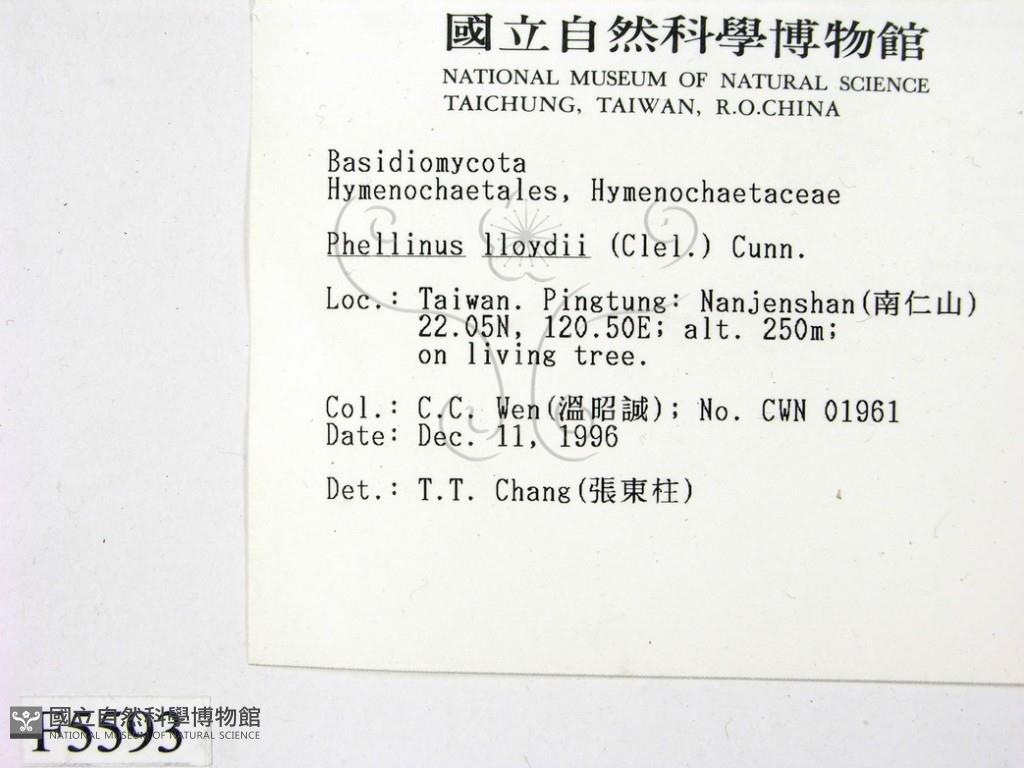 國立自然科學博物館
NATIONAL MUSEUM OF NATURAL SCIENCE
TAICHUNG, TAIWAN, R.O.CHINA
Basidiomycota
Hymenochaetales, Hymenochaetaceae
Phellinus lloydii (Clel.) Cunn.
Loc.: Taiwan. Pingtung: Nanjenshan(南仁山)
22.05N, 120.50E; alt. 250m;
on living tree.
Col.: C.C. Wen(溫昭誠); No. CWN 01961
Date: Dec. 11, 1996
Det.: T.T. Chang(張東柱)
國立自然科學博物館
NATIONAL MUSEUM OF NATURAL SCIENCE
F5593